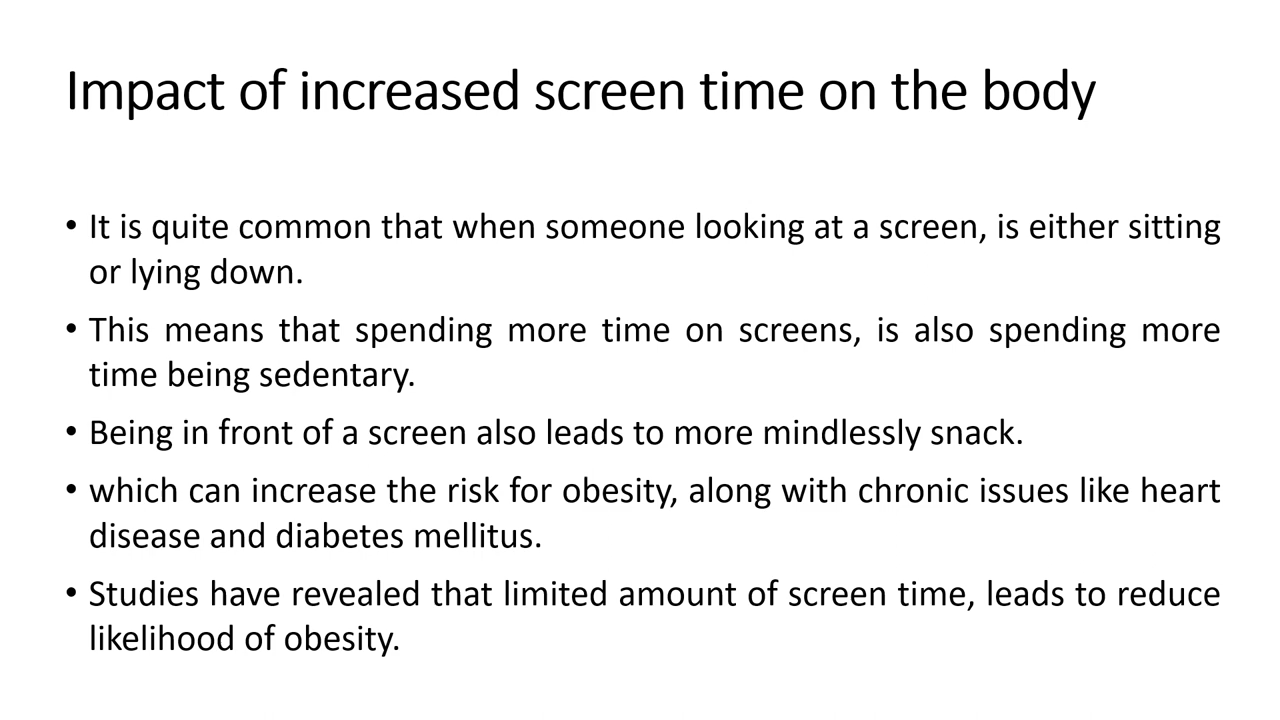 Impact of increased screen time on the body
• It is quite common that when someone looking at a screen, is either sitting
or lying down.
• This means that spending more time on screens, is also spending more
time being sedentary.
• Being in front of a screen also leads to more mindlessly snack.
• which can increase the risk for obesity, along with chronic issues like heart
disease and diabetes mellitus.
• Studies have revealed that limited amount of screen time, leads to reduce
likelihood of obesity.